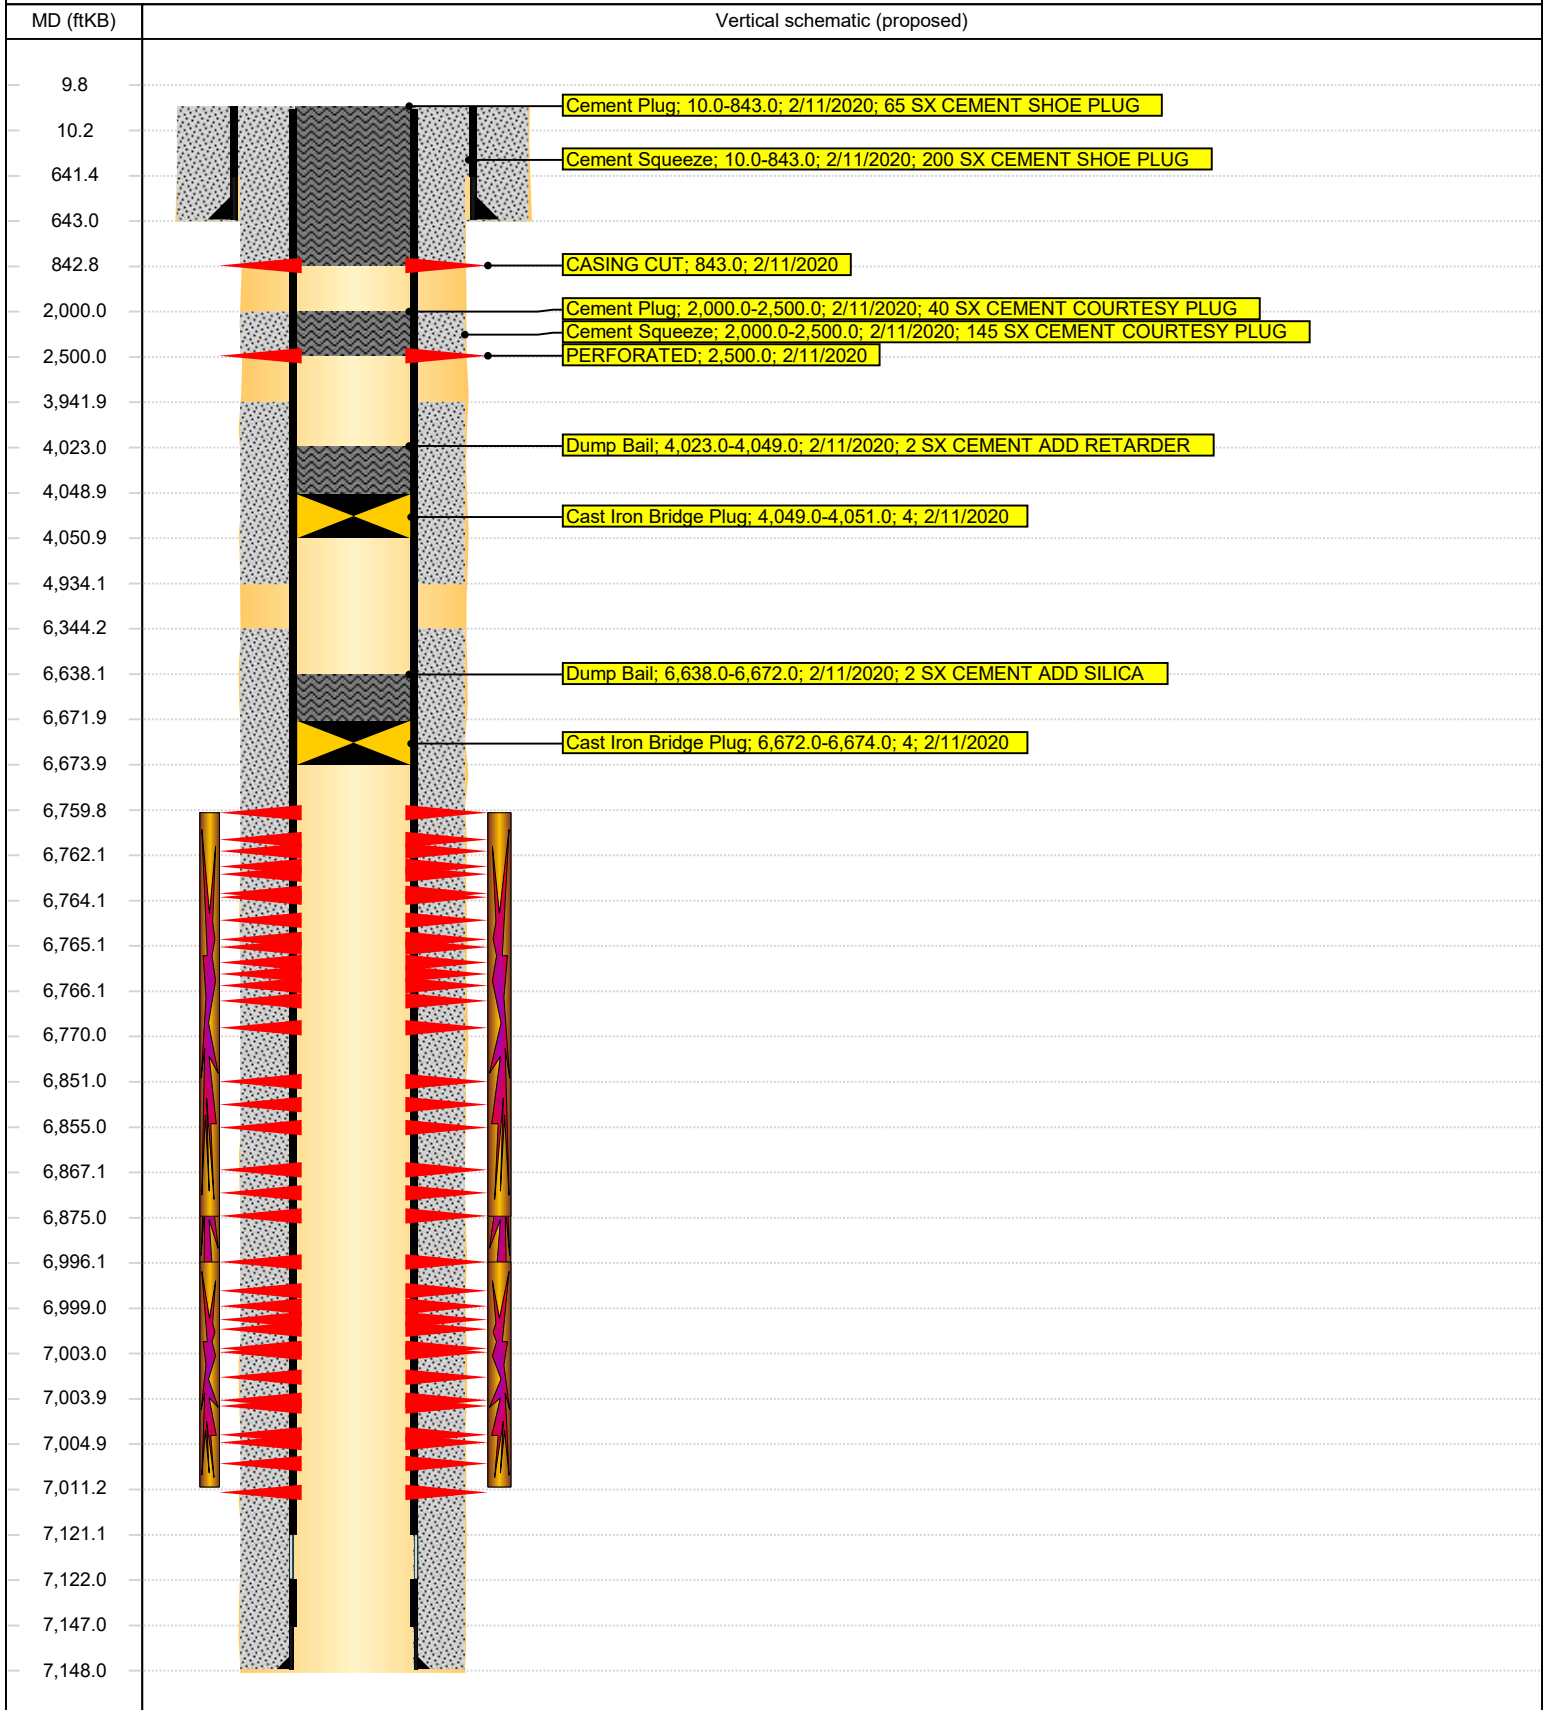 MD (ftKB) Vertical schematic (proposed)
9.8
Cement Plug; 10.0-843.0; 2/11/2020; 65 SX CEMENT SHOE PLUG
10.2
Cement Squeeze; 10.0-843.0; 2/11/2020; 200 SX CEMENT SHOE PLUG
641.4
643.0
842.8 CASING CUT; 843.0; 2/11/2020
2,000.0 Cement Plug; 2,000.0-2,500.0; 2/11/2020; 40 SX CEMENT COURTESY PLUG
Cement Squeeze; 2,000.0-2,500.0; 2/11/2020; 145 SX CEMENT COURTESY PLUG
2,500.0 PERFORATED; 2,500.0; 2/11/2020
3,941.9
4,023.0 Dump Bail; 4,023.0-4,049.0; 2/11/2020; 2 SX CEMENT ADD RETARDER
4,048.9
Cast Iron Bridge Plug; 4,049.0-4,051.0; 4; 2/11/2020
4,050.9
4,934.1
6,344.2
6,638.1 Dump Bail; 6,638.0-6,672.0; 2/11/2020; 2 SX CEMENT ADD SILICA
6,671.9
Cast Iron Bridge Plug; 6,672.0-6,674.0; 4; 2/11/2020
6,673.9
6,759.8
6,762.1
6,764.1
6,765.1
6,766.1
6,770.0
6,851.0
6,855.0
6,867.1
6,875.0
6,996.1
6,999.0
7,003.0
7,003.9
7,004.9
7,011.2
7,121.1
7,122.0
7,147.0
7,148.0